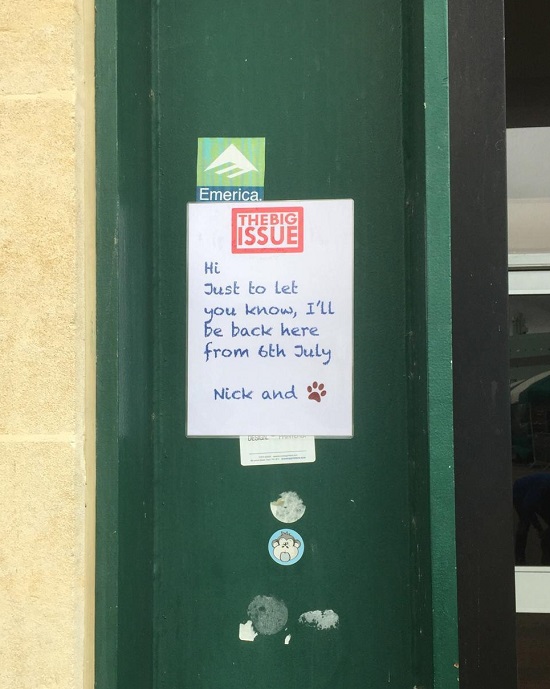 Emerica.
THE BIG
ISSUE
Hi
Just to let
you know, I'll
be back here
from 6th July
Nick and
DESIGN.